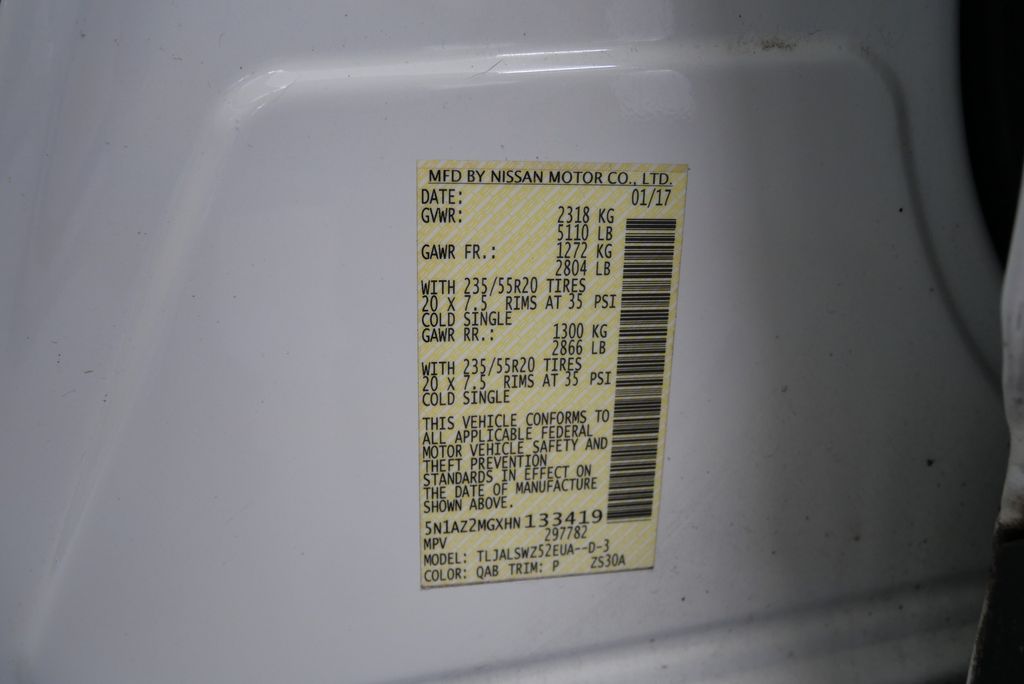 MFD BY NISSAN MOTOR CO., LTD.
DATE: 01/17
GVWR: 2318 KG
5110 LB
GAWR FR.: 1272 KG
2804 LB
WITH 235/55R20 TIRES
20 X 7.5 RIMS AT 35 PSI
COLD SINGLE
GAWR RR.: 1300 KG
2866 LB
WITH 235/55R20 TIRES
20 X 7.5 RIMS AT 35 PSI
COLD SINGLE
THIS VEHICLE CONFORMS TO
ALL APPLICABLE FEDERAL
MOTOR VEHICLE SAFETY AND
THEFT PREVENTION
STANDARDS IN EFFECT ON
THE DATE OF MANUFACTURE
SHOWN ABOVE.
5N1AZ2MGXHN 133419
MPV 297782
MODEL: TLJALSWZ52EUA--D-3
COLOR: QAB TRIM: P ZS30A